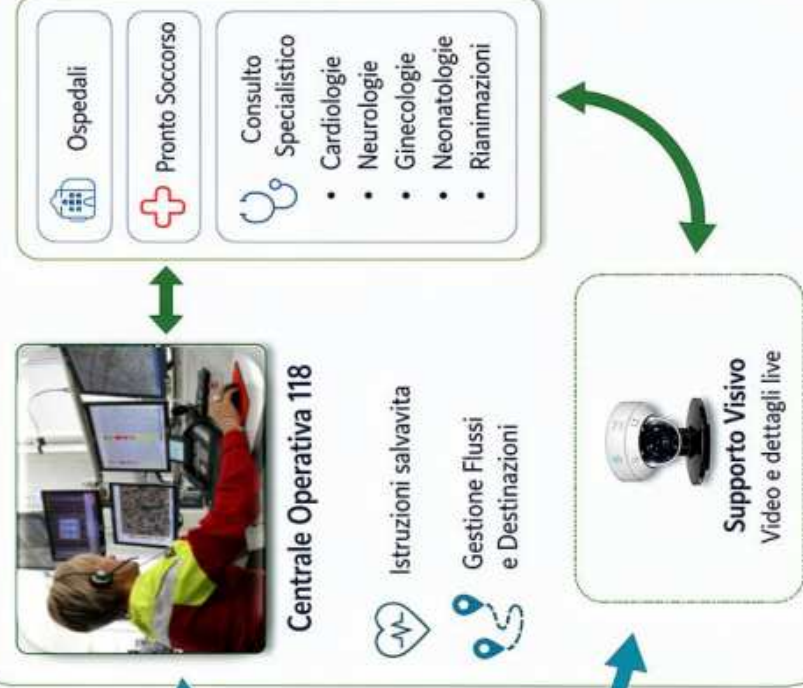 Centrale Operativa 118
Istruzioni salvavita
Gestione Flussi
e Destinazioni
Supporto Visivo
Video e dettagli live
Ospedali
Pronto Soccorso
Consulto
Specialistico
• Cardiologie
• Neurologie
• Ginecologie
• Neonatologie
• Rianimazioni